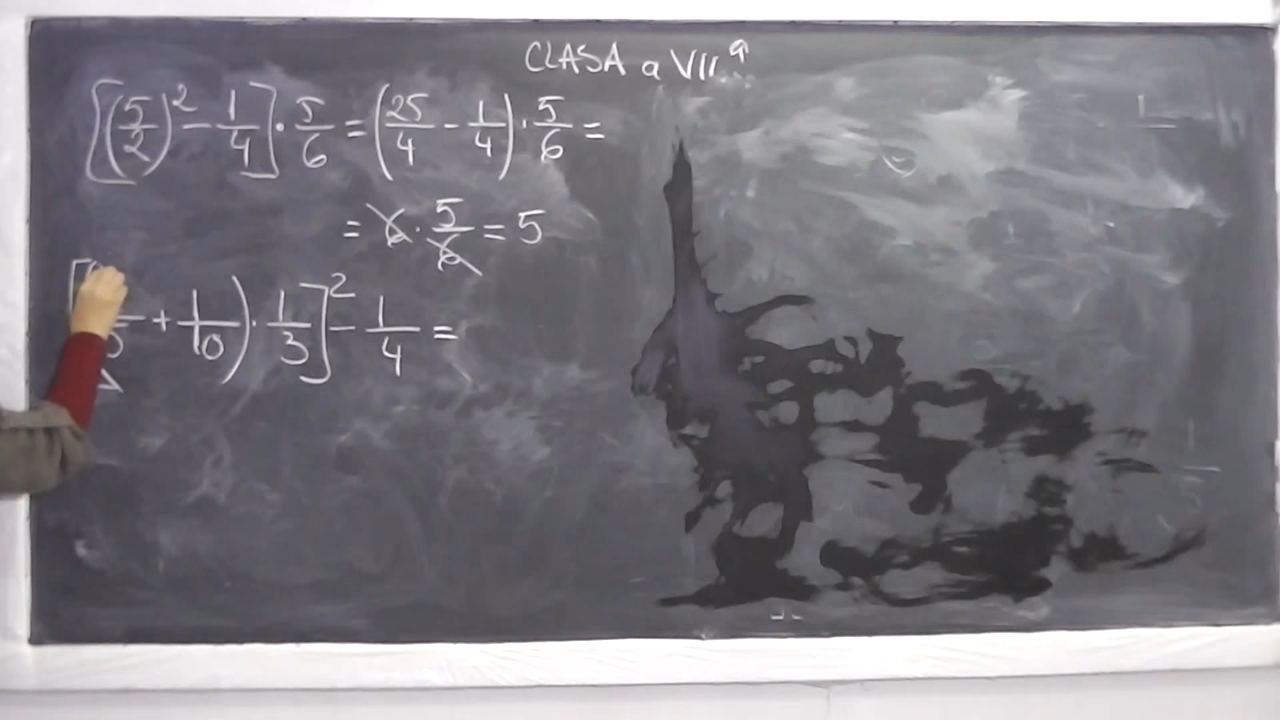 CLASA a VII a
[(5/2)² - 1/4] · 5/6 = (25/4 - 1/4) · 5/6 =
= 6 · 5/6 = 5
+ 1/10) · 1/3]² - 1/4 =